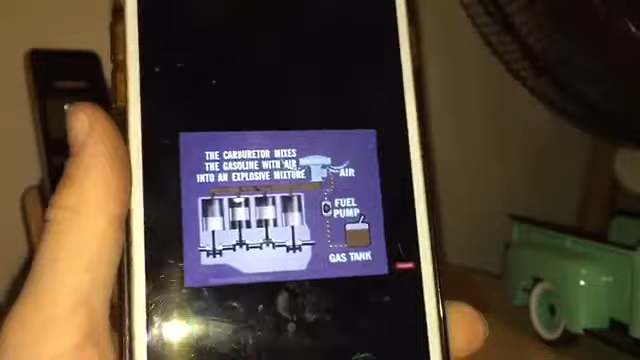 THE CARBURETOR MIXES
THE GASOLINE WITH AIR
INTO AN EXPLOSIVE MIXTURE
AIR
FUEL
PUMP
GAS TANK